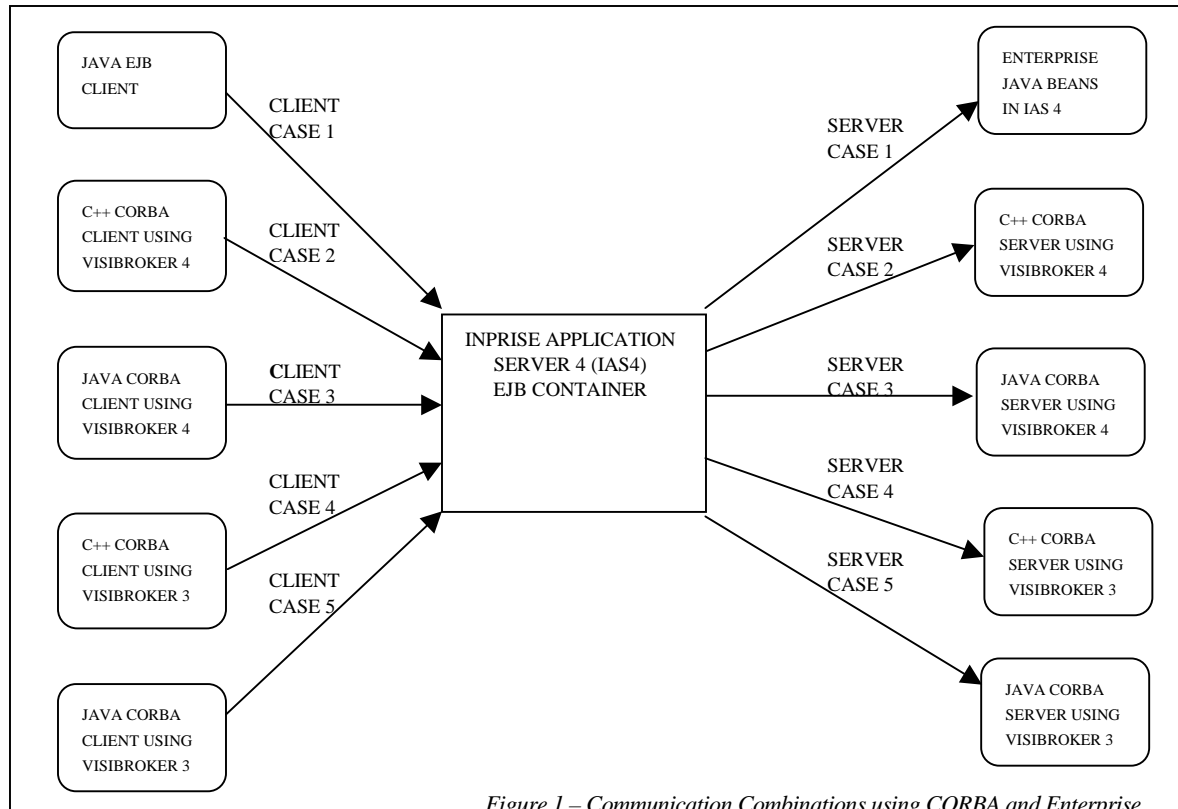 JAVA EJB
CLIENT
CLIENT
CASE 1
C++ CORBA
CLIENT USING
VISIBROKER 4
CLIENT
CASE 2
JAVA CORBA
CLIENT USING
VISIBROKER 4
CLIENT
CASE 3
C++ CORBA
CLIENT USING
VISIBROKER 3
CLIENT
CASE 4
JAVA CORBA
CLIENT USING
VISIBROKER 3
CLIENT
CASE 5
INPRISE APPLICATION
SERVER 4 (IAS4)
EJB CONTAINER
SERVER
CASE 1
ENTERPRISE
JAVA BEANS
IN IAS 4
SERVER
CASE 2
C++ CORBA
SERVER USING
VISIBROKER 4
SERVER
CASE 3
JAVA CORBA
SERVER USING
VISIBROKER 4
SERVER
CASE 4
C++ CORBA
SERVER USING
VISIBROKER 3
SERVER
CASE 5
JAVA CORBA
SERVER USING
VISIBROKER 3
Figure 1 – Communication Combinations using CORBA and Enterprise